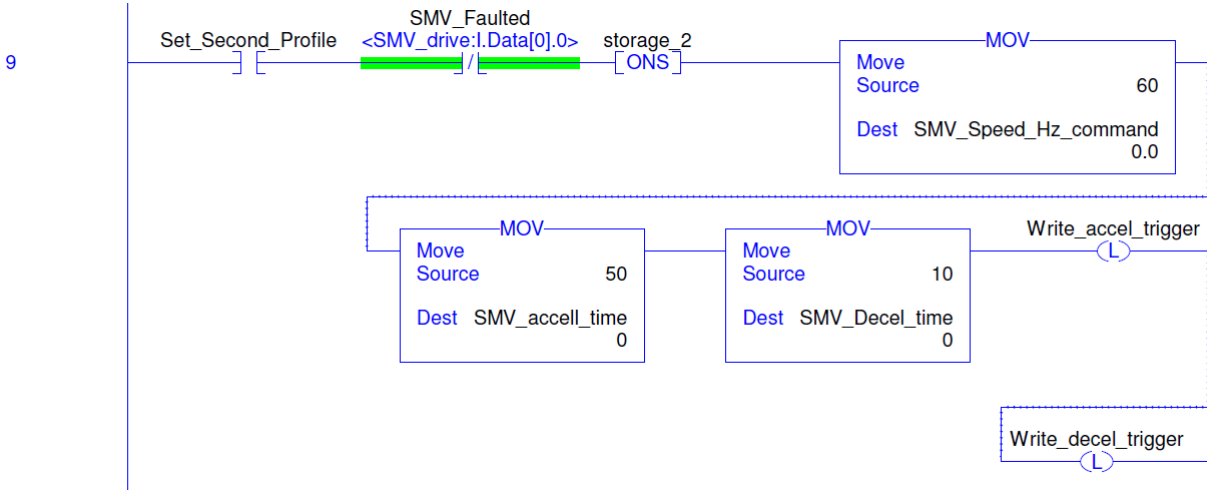 SMV_Faulted
Set_Second_Profile <SMV_drive:I.Data[0].0> storage_2 MOV
9 / ONS Move
Source 60
Dest SMV_Speed_Hz_command
0.0
MOV MOV Write_accel_trigger
Move Move L
Source 50 Source 10
Dest SMV_accell_time Dest SMV_Decel_time
0 0
Write_decel_trigger
L